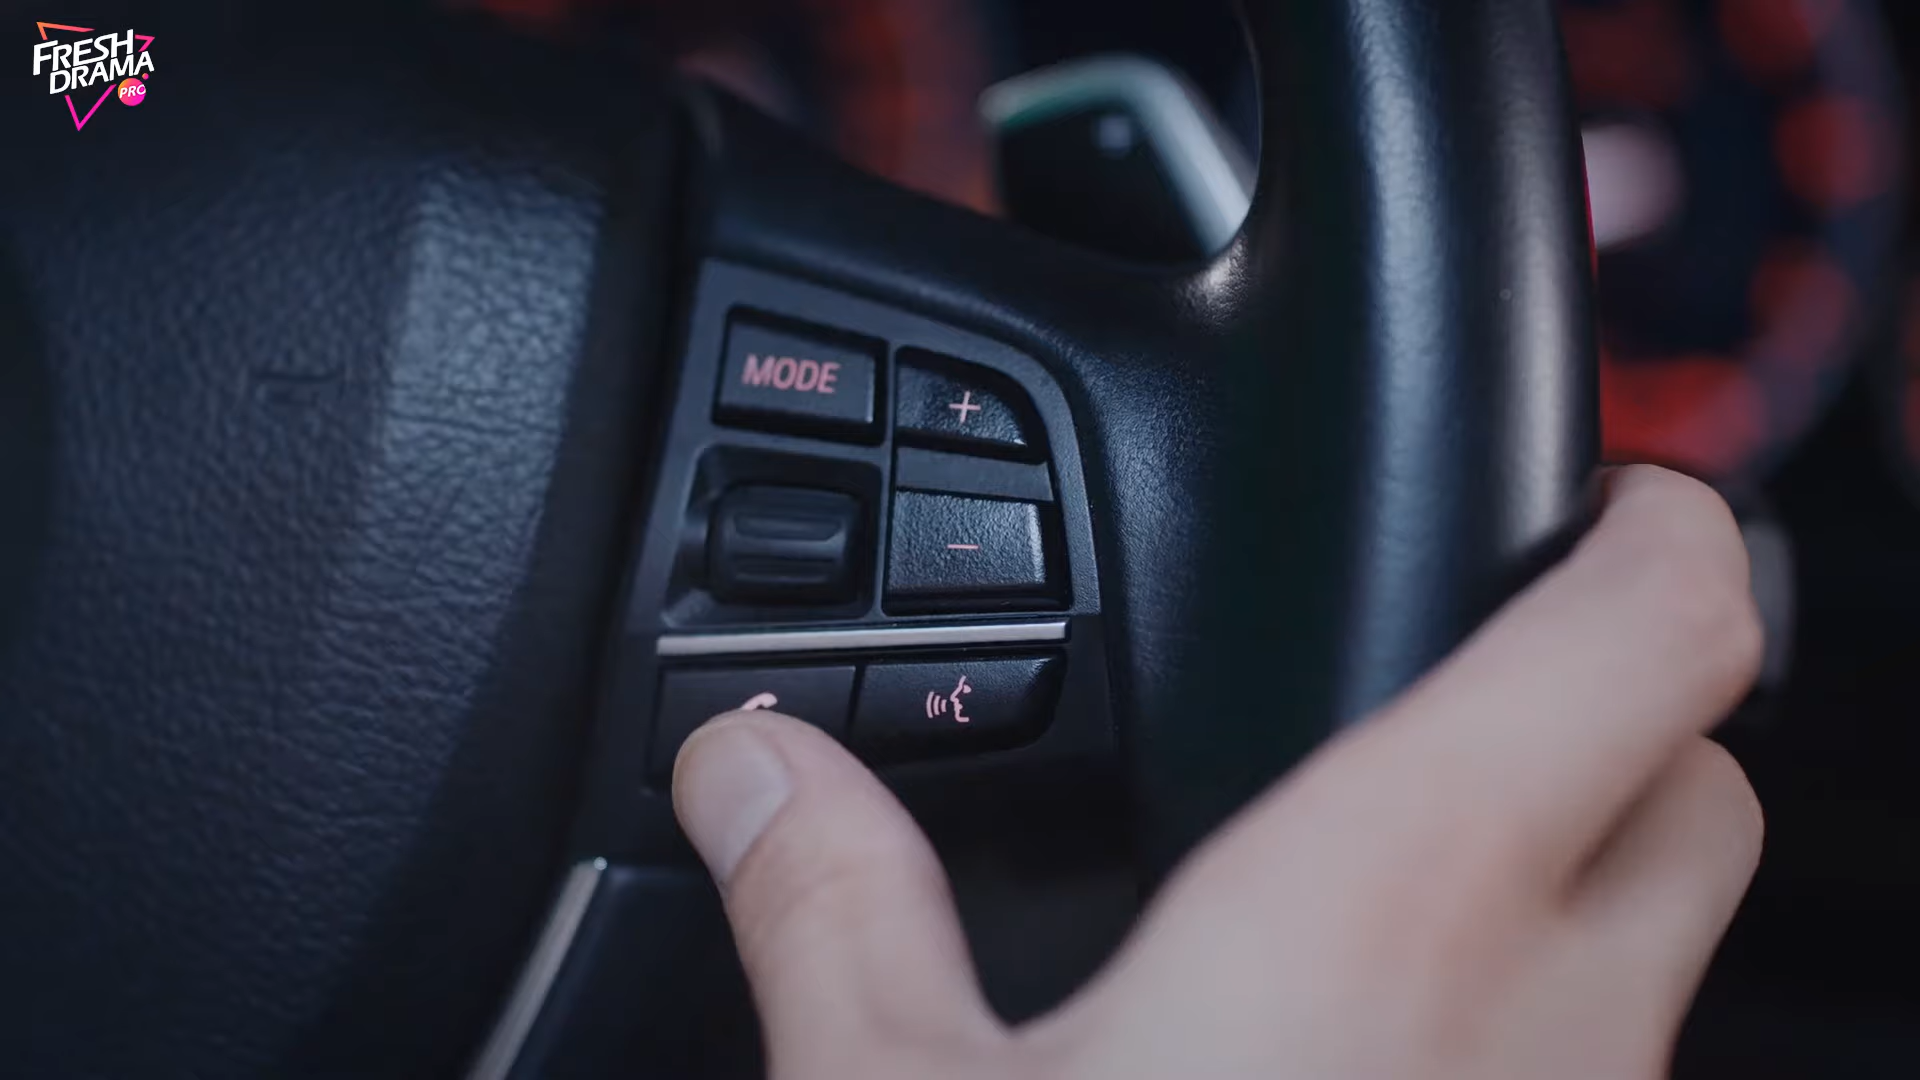 FRESH
DRAMA
PRO
MODE
+
−